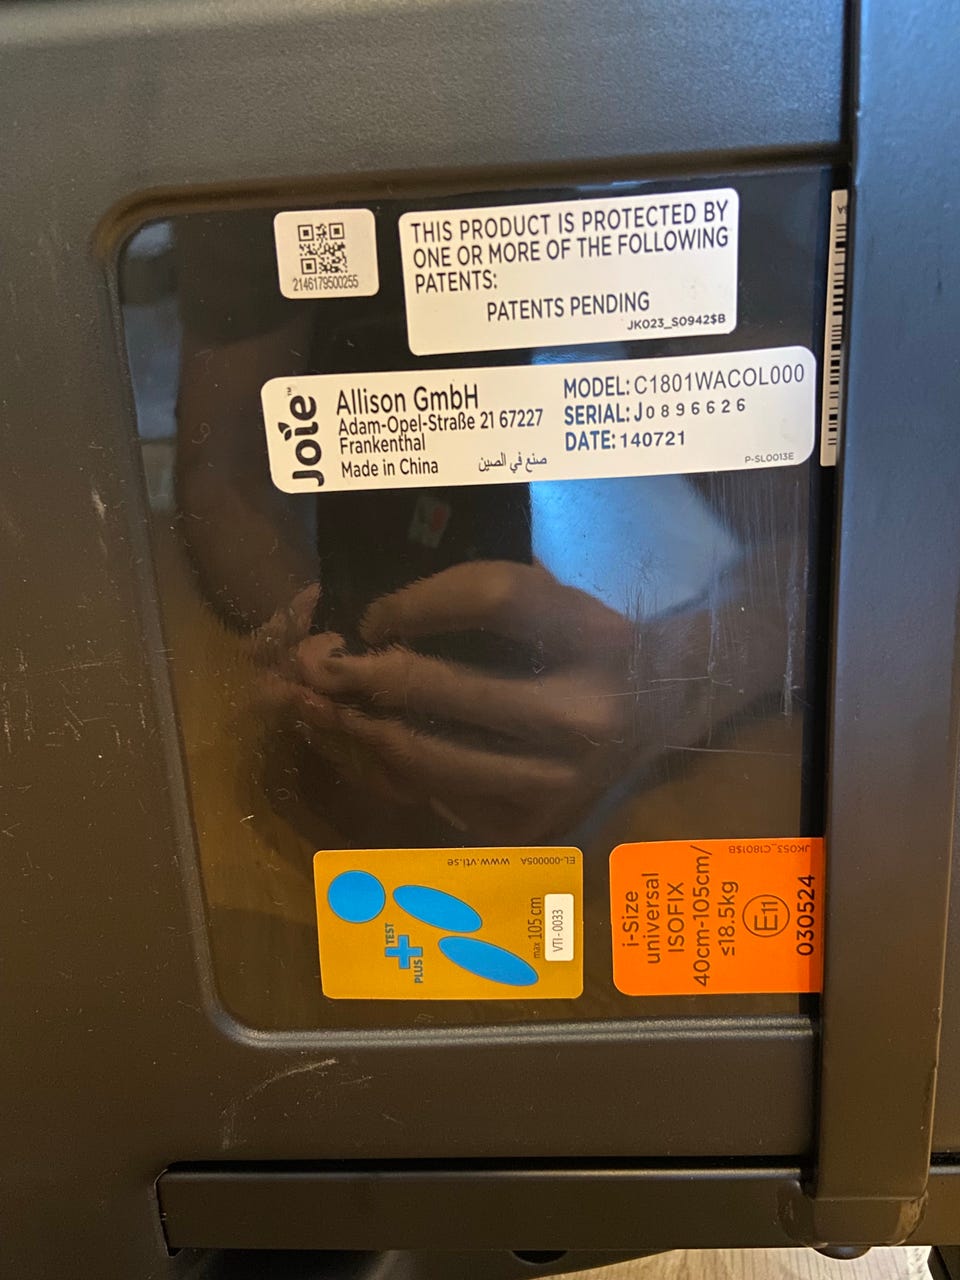 2146179500255
THIS PRODUCT IS PROTECTED BY
ONE OR MORE OF THE FOLLOWING
PATENTS:
PATENTS PENDING
JK023_S0942$B
Joie™
Allison GmbH
Adam-Opel-Straße 21 67227
Frankenthal
Made in China
صنع في الصين
MODEL: C1801WACOL000
SERIAL: J0896626
DATE: 140721
P-SL0013E
EL-000005A
www.vti.se
PLUS TEST
max 105 cm
VTI-0033
i-Size
universal
ISOFIX
40cm-105cm/
≤18.5kg
E11
030524
JK053_C1801$B